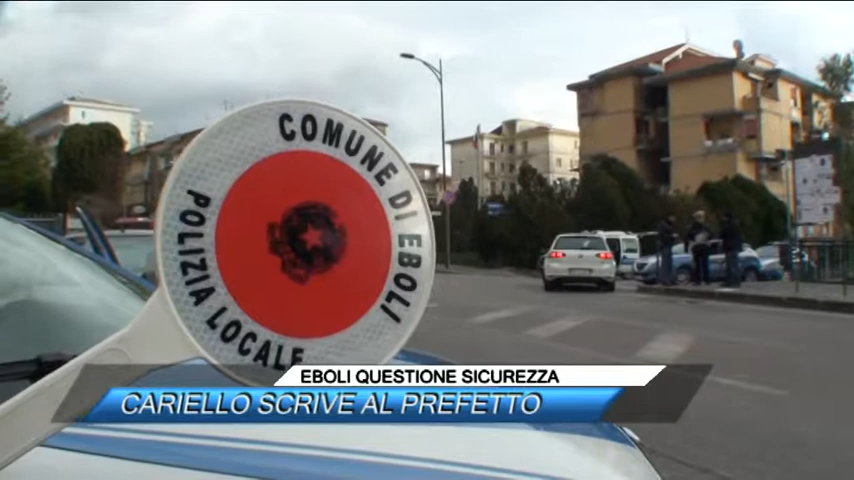 COMUNE DI EBOLI
POLIZIA LOCALE
EBOLI QUESTIONE SICUREZZA
CARIELLO SCRIVE AL PREFETTO